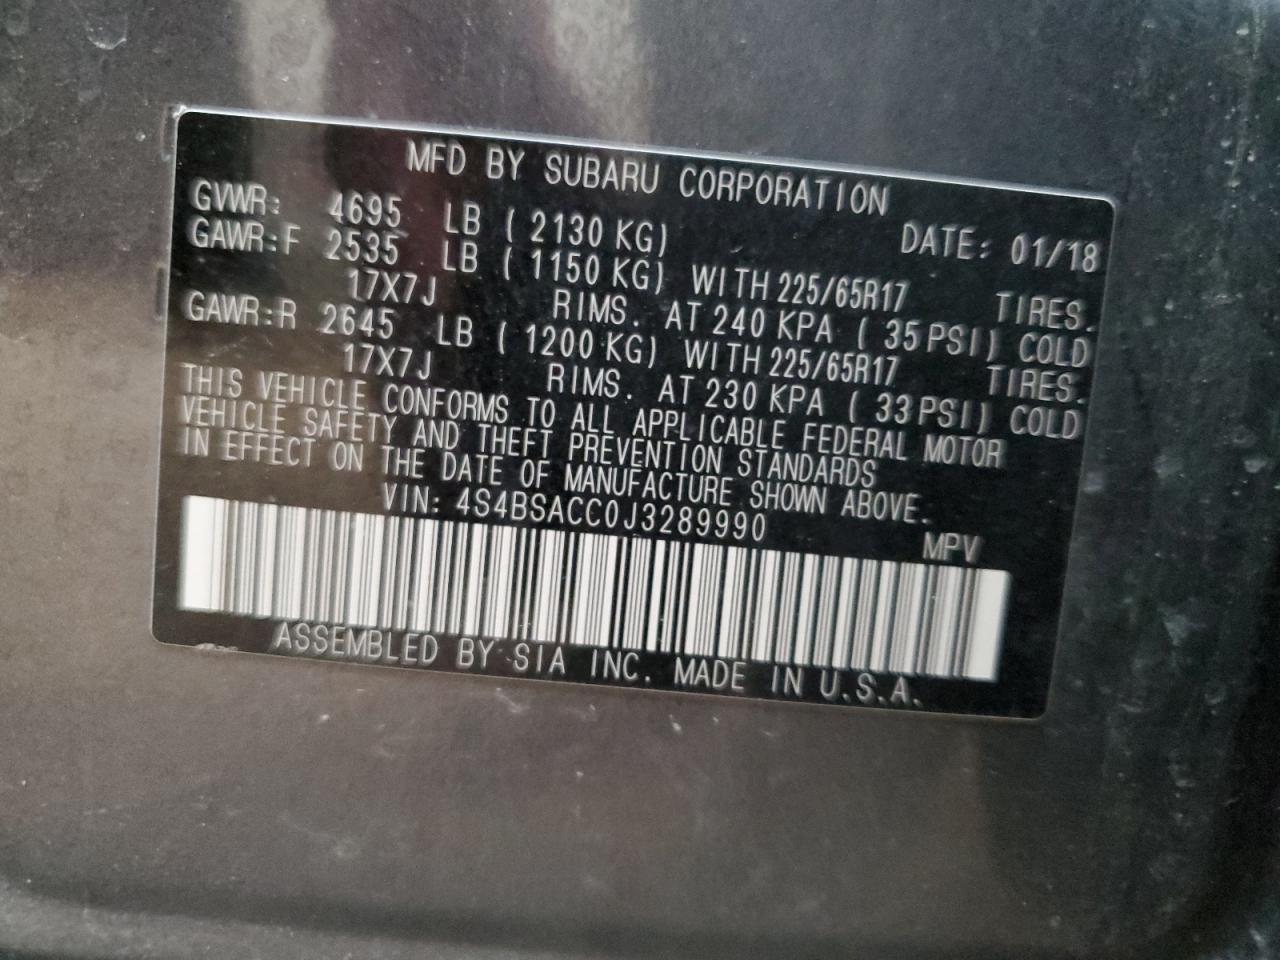 MFD BY SUBARU CORPORATION
GVWR: 4695 LB ( 2130 KG) DATE: 01/18
GAWR:F 2535 LB ( 1150 KG) WITH 225/65R17 TIRES.
17X7J RIMS. AT 240 KPA ( 35 PSI) COLD
GAWR:R 2645 LB ( 1200 KG) WITH 225/65R17 TIRES.
17X7J RIMS. AT 230 KPA ( 33 PSI) COLD
THIS VEHICLE CONFORMS TO ALL APPLICABLE FEDERAL MOTOR
VEHICLE SAFETY AND THEFT PREVENTION STANDARDS
IN EFFECT ON THE DATE OF MANUFACTURE SHOWN ABOVE.
VIN: 4S4BSACC0J3289990 MPV
ASSEMBLED BY SIA INC. MADE IN U.S.A.